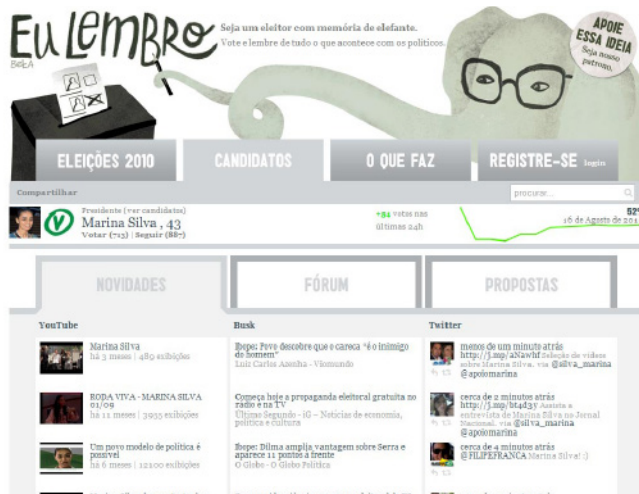 EU LEMBRO
BETA
Seja um eleitor com memória de elefante.
Vote e lembre de tudo o que acontece com os políticos.
APOIE
ESSA IDEIA
Seja nosso
patrono.
ELEIÇÕES 2010
CANDIDATOS
O QUE FAZ
REGISTRE-SE login
Compartilhar
procurar...
Presidente (ver candidatos)
Marina Silva , 43
Seguir
+34 votos nas
últimas 24h
16 de Agosto de 201
NOVIDADES
FÓRUM
PROPOSTAS
YouTube
Busk
Twitter
Marina Silva
há 3 meses | 489 exibições
RODA VIVA - MARINA SILVA
01/09
há 11 meses | 3955 exibições
Um novo modelo de política é
possível
há 6 meses | 12100 exibições
Ibope: Povo descobre que o careca “é o inimigo
do homem”
Luiz Carlos Azenha - Viomundo
Começa hoje a propaganda eleitoral gratuita no
rádio e na TV
Último Segundo - iG – Notícias de economia,
política e cultura
Ibope: Dilma amplia vantagem sobre Serra e
aparece 11 pontos a frente
O Globo - O Globo Política
menos de um minuto atrás
http://j.mp/aNawhf Seleção de vídeos
sobre Marina Silva. via @silva_marina
@apoiomarina
cerca de 2 minutos atrás
http://j.mp/bt4d3y Assista a
entrevista de Marina Silva no Jornal
Nacional. via @silva_marina
@apoiomarina
cerca de 4 minutos atrás
@FILIPEFRANCA Marina Silva! :)